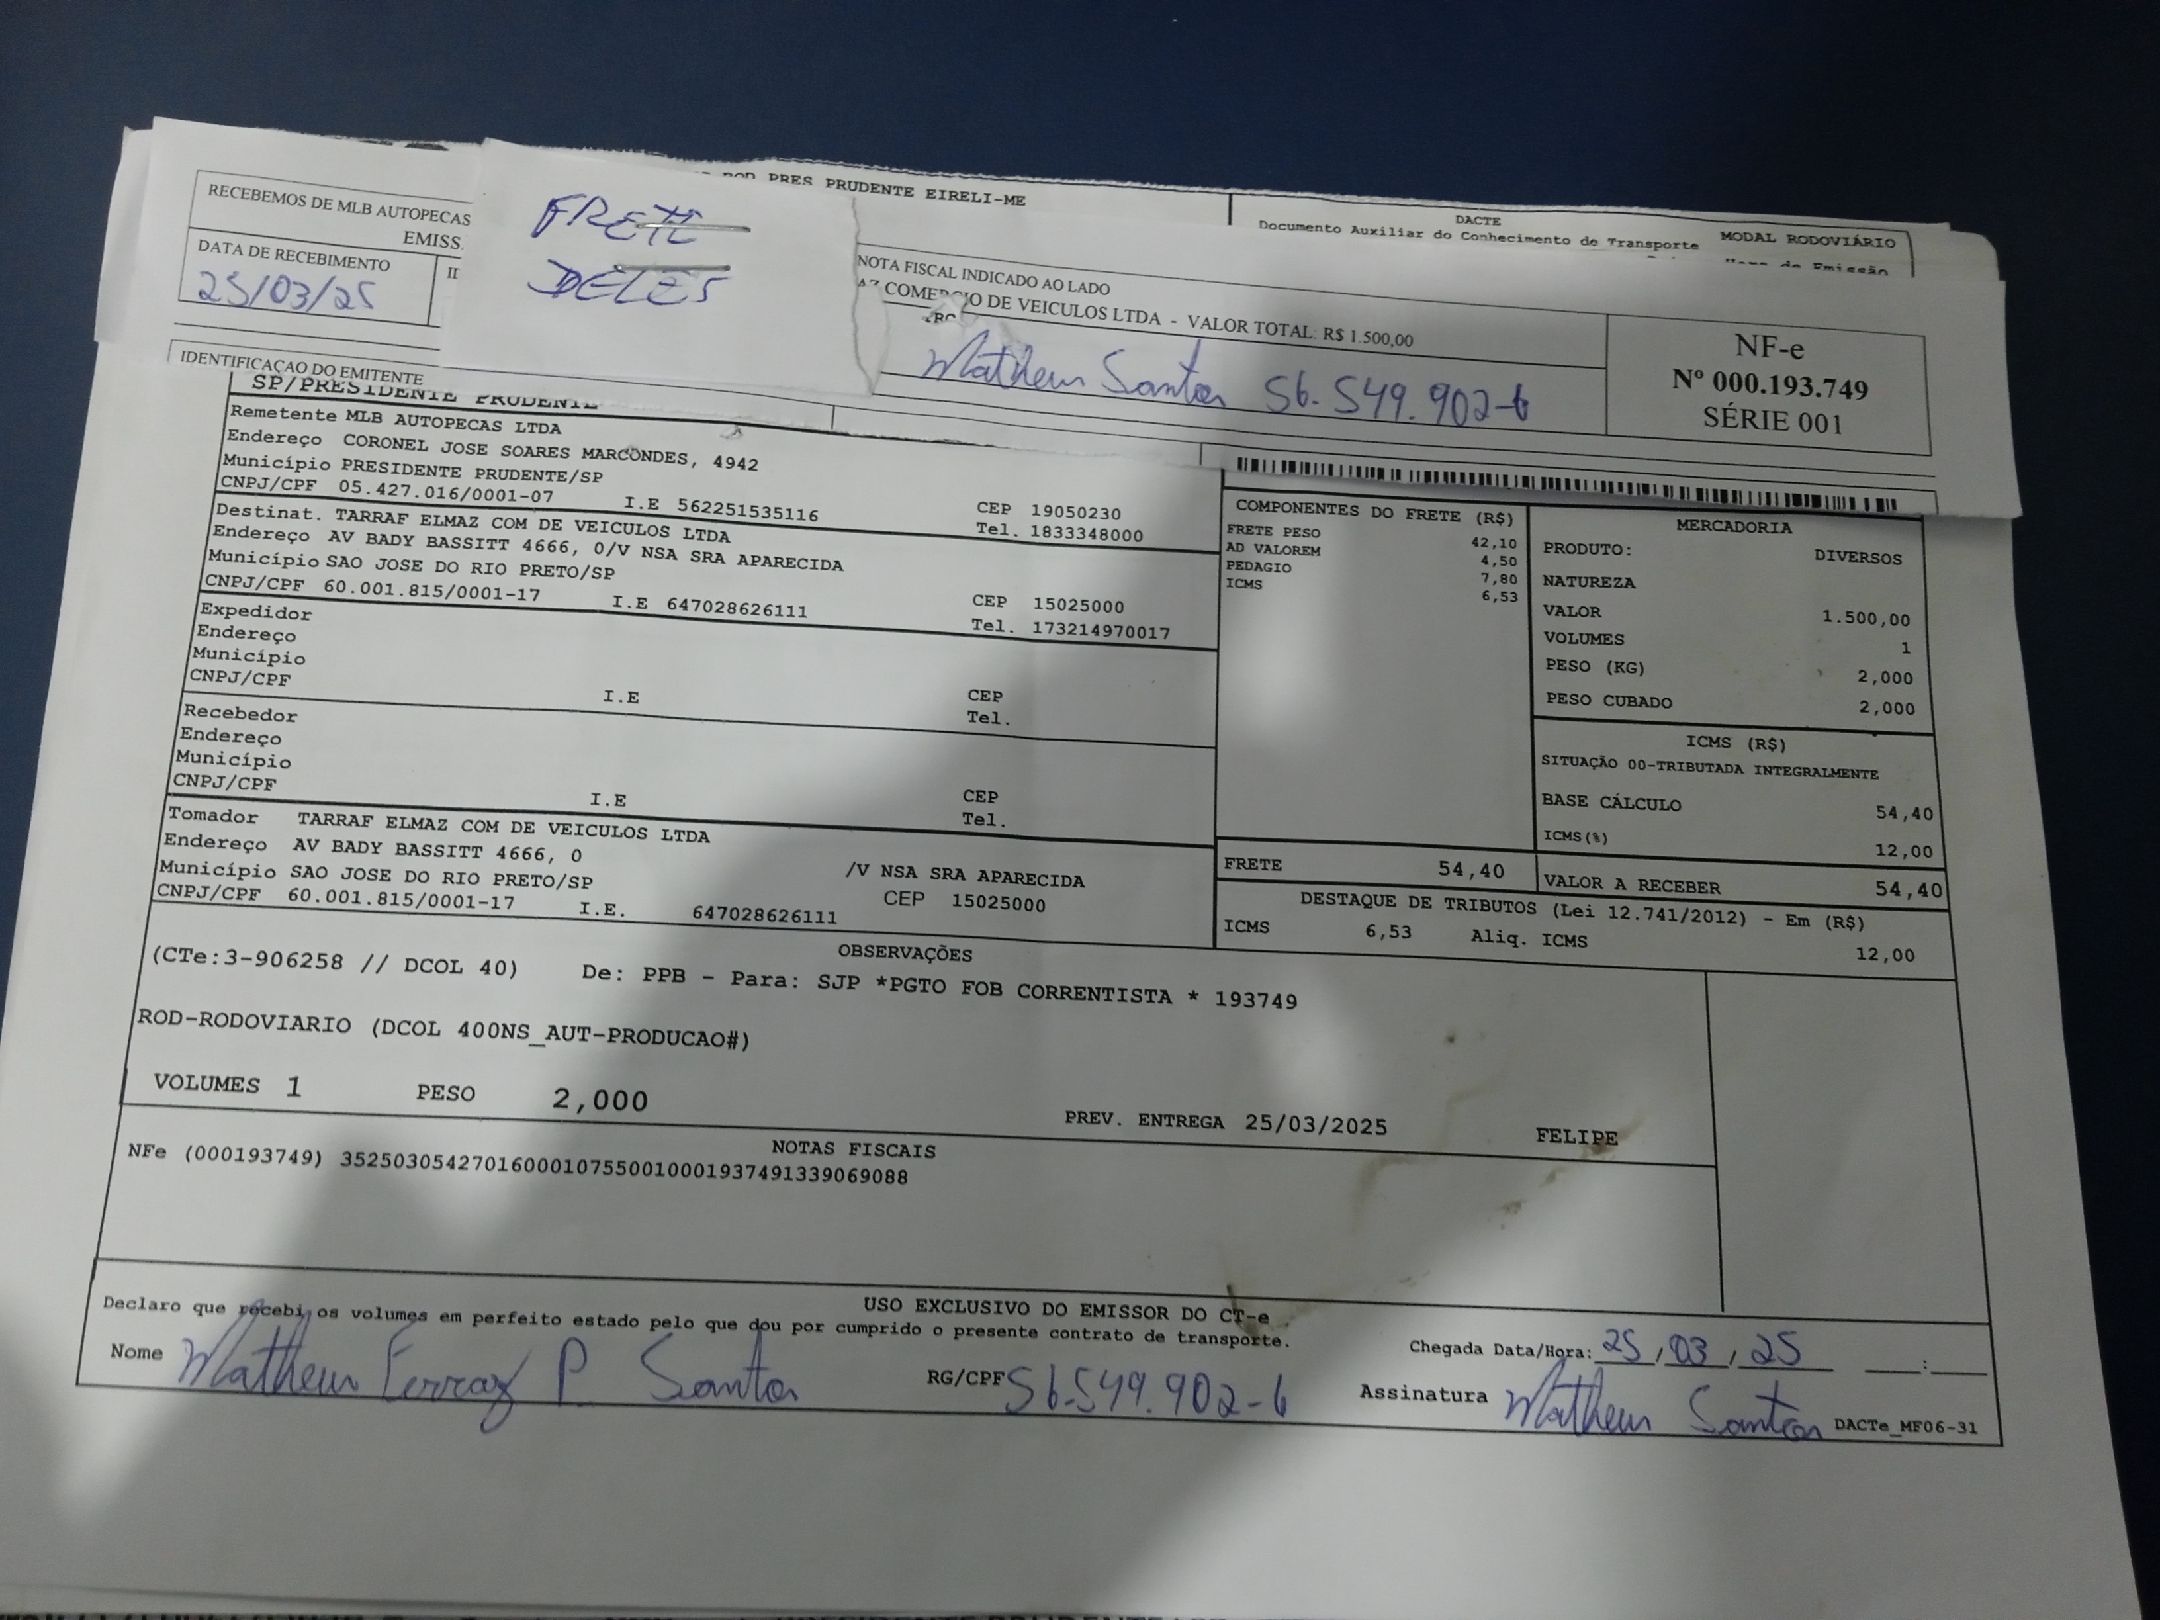 PRES PRUDENTE EIRELI-ME
DACTE
Documento Auxiliar do Conhecimento de Transporte
MODAL RODOVIÁRIO
RECEBEMOS DE MLB AUTOPECAS
EMISS
DATA DE RECEBIMENTO
25/03/25
FRETE
DELES
NOTA FISCAL INDICADO AO LADO
AZ COMERCIO DE VEICULOS LTDA - VALOR TOTAL: R$ 1.500,00
Matheus Santos 56.549.902-6
NF-e
Nº 000.193.749
SÉRIE 001
IDENTIFICAÇAO DO EMITENTE
SP/PRESIDENTE PRUDENTE
Remetente MLB AUTOPECAS LTDA
Endereço CORONEL JOSE SOARES MARCONDES, 4942
Município PRESIDENTE PRUDENTE/SP
CEP 19050230
CNPJ/CPF 05.427.016/0001-07 I.E 562251535116 Tel. 1833348000
Destinat. TARRAF ELMAZ COM DE VEICULOS LTDA
Endereço AV BADY BASSITT 4666, 0/V NSA SRA APARECIDA
Município SAO JOSE DO RIO PRETO/SP
CEP 15025000
CNPJ/CPF 60.001.815/0001-17 I.E 647028626111 Tel. 173214970017
Expedidor
Endereço
Município
CEP
CNPJ/CPF I.E Tel.
Recebedor
Endereço
Município
CEP
CNPJ/CPF I.E Tel.
Tomador TARRAF ELMAZ COM DE VEICULOS LTDA
Endereço AV BADY BASSITT 4666, 0 /V NSA SRA APARECIDA
Município SAO JOSE DO RIO PRETO/SP CEP 15025000
CNPJ/CPF 60.001.815/0001-17 I.E. 647028626111
COMPONENTES DO FRETE (R$)
FRETE PESO 42,10
AD VALOREM 4,50
PEDAGIO 7,80
ICMS 6,53
MERCADORIA
PRODUTO: DIVERSOS
NATUREZA
VALOR 1.500,00
VOLUMES 1
PESO (KG) 2,000
PESO CUBADO 2,000
ICMS (R$)
SITUAÇÃO 00-TRIBUTADA INTEGRALMENTE
BASE CÁLCULO 54,40
ICMS(%) 12,00
FRETE 54,40 VALOR A RECEBER 54,40
DESTAQUE DE TRIBUTOS (Lei 12.741/2012) - Em (R$)
ICMS 6,53 Aliq. ICMS 12,00
OBSERVAÇÕES
(CTe:3-906258 // DCOL 40) De: PPB - Para: SJP *PGTO FOB CORRENTISTA * 193749
ROD-RODOVIARIO (DCOL 400NS_AUT-PRODUCAO#)
VOLUMES 1 PESO 2,000 PREV. ENTREGA 25/03/2025 FELIPE
NOTAS FISCAIS
NFe (000193749) 35250305427016000107550010001937491339069088
USO EXCLUSIVO DO EMISSOR DO CT-e
Declaro que recebi os volumes em perfeito estado pelo que dou por cumprido o presente contrato de transporte.
Chegada Data/Hora: 25/03/25 __:__
Nome Matheus Ferraz P. Santos RG/CPF 56.549.902-6 Assinatura Matheus Santos DACTe_MF06-31